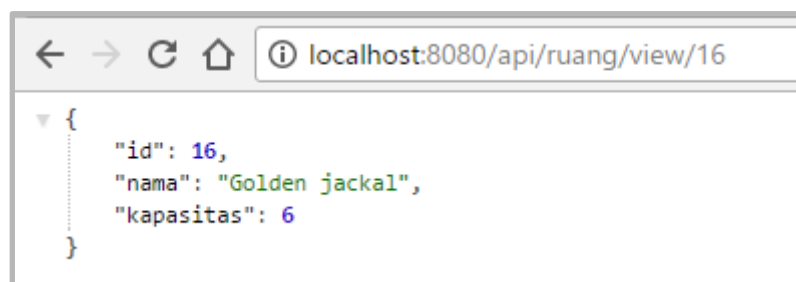 localhost:8080/api/ruang/view/16
{
"id": 16,
"nama": "Golden jackal",
"kapasitas": 6
}